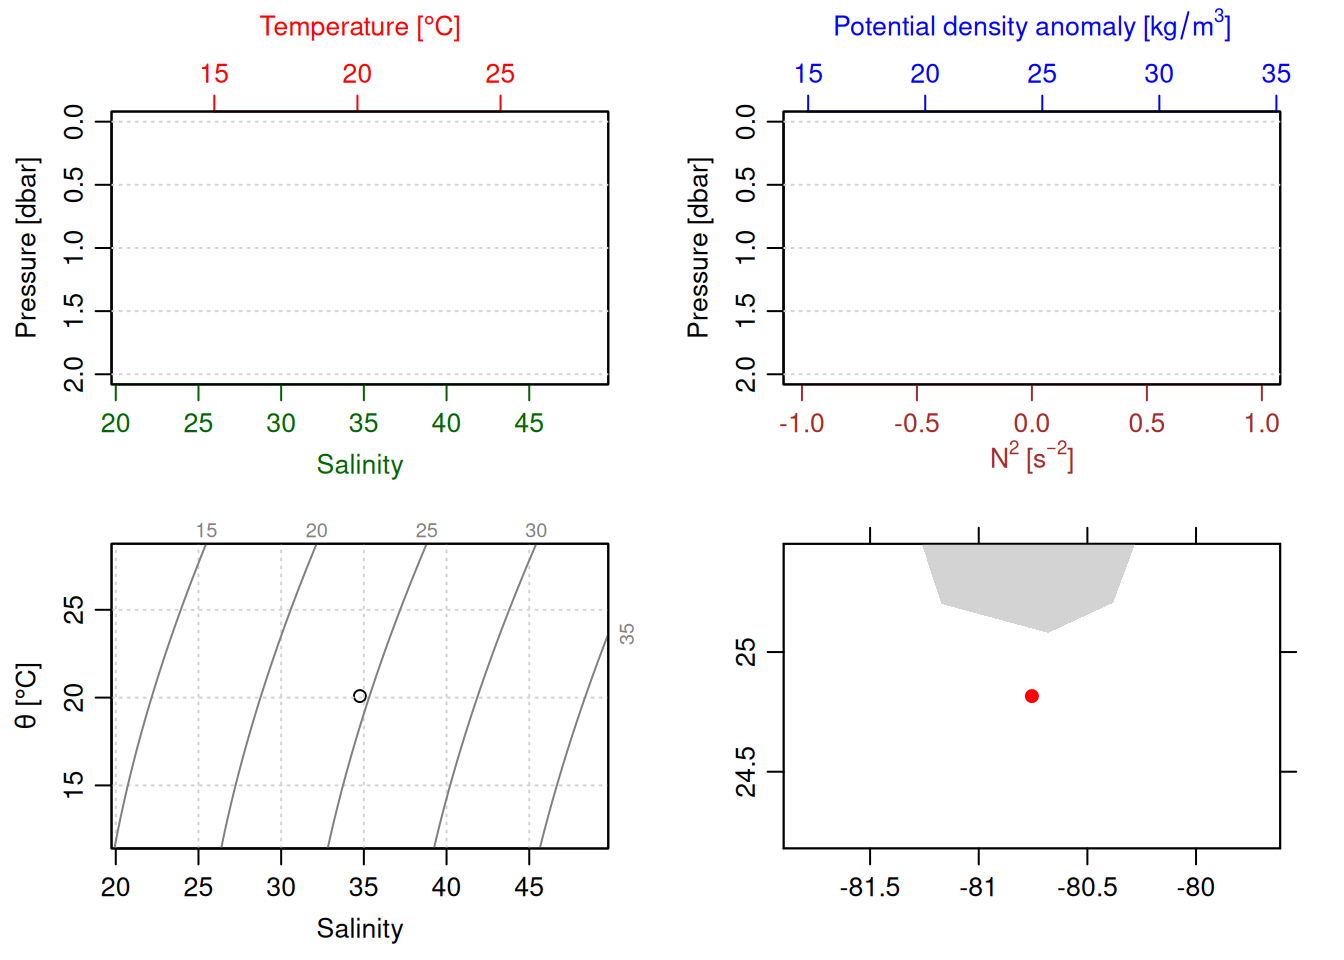 Temperature [°C]
15 20 25
Pressure [dbar]
0.0 0.5 1.0 1.5 2.0
20 25 30 35 40 45
Salinity
Potential density anomaly [kg/m³]
15 20 25 30 35
Pressure [dbar]
0.0 0.5 1.0 1.5 2.0
-1.0 -0.5 0.0 0.5 1.0
N² [s⁻²]
15 20 25 30
35
θ [°C]
25 20 15
20 25 30 35 40 45
Salinity
25
24.5
-81.5 -81 -80.5 -80